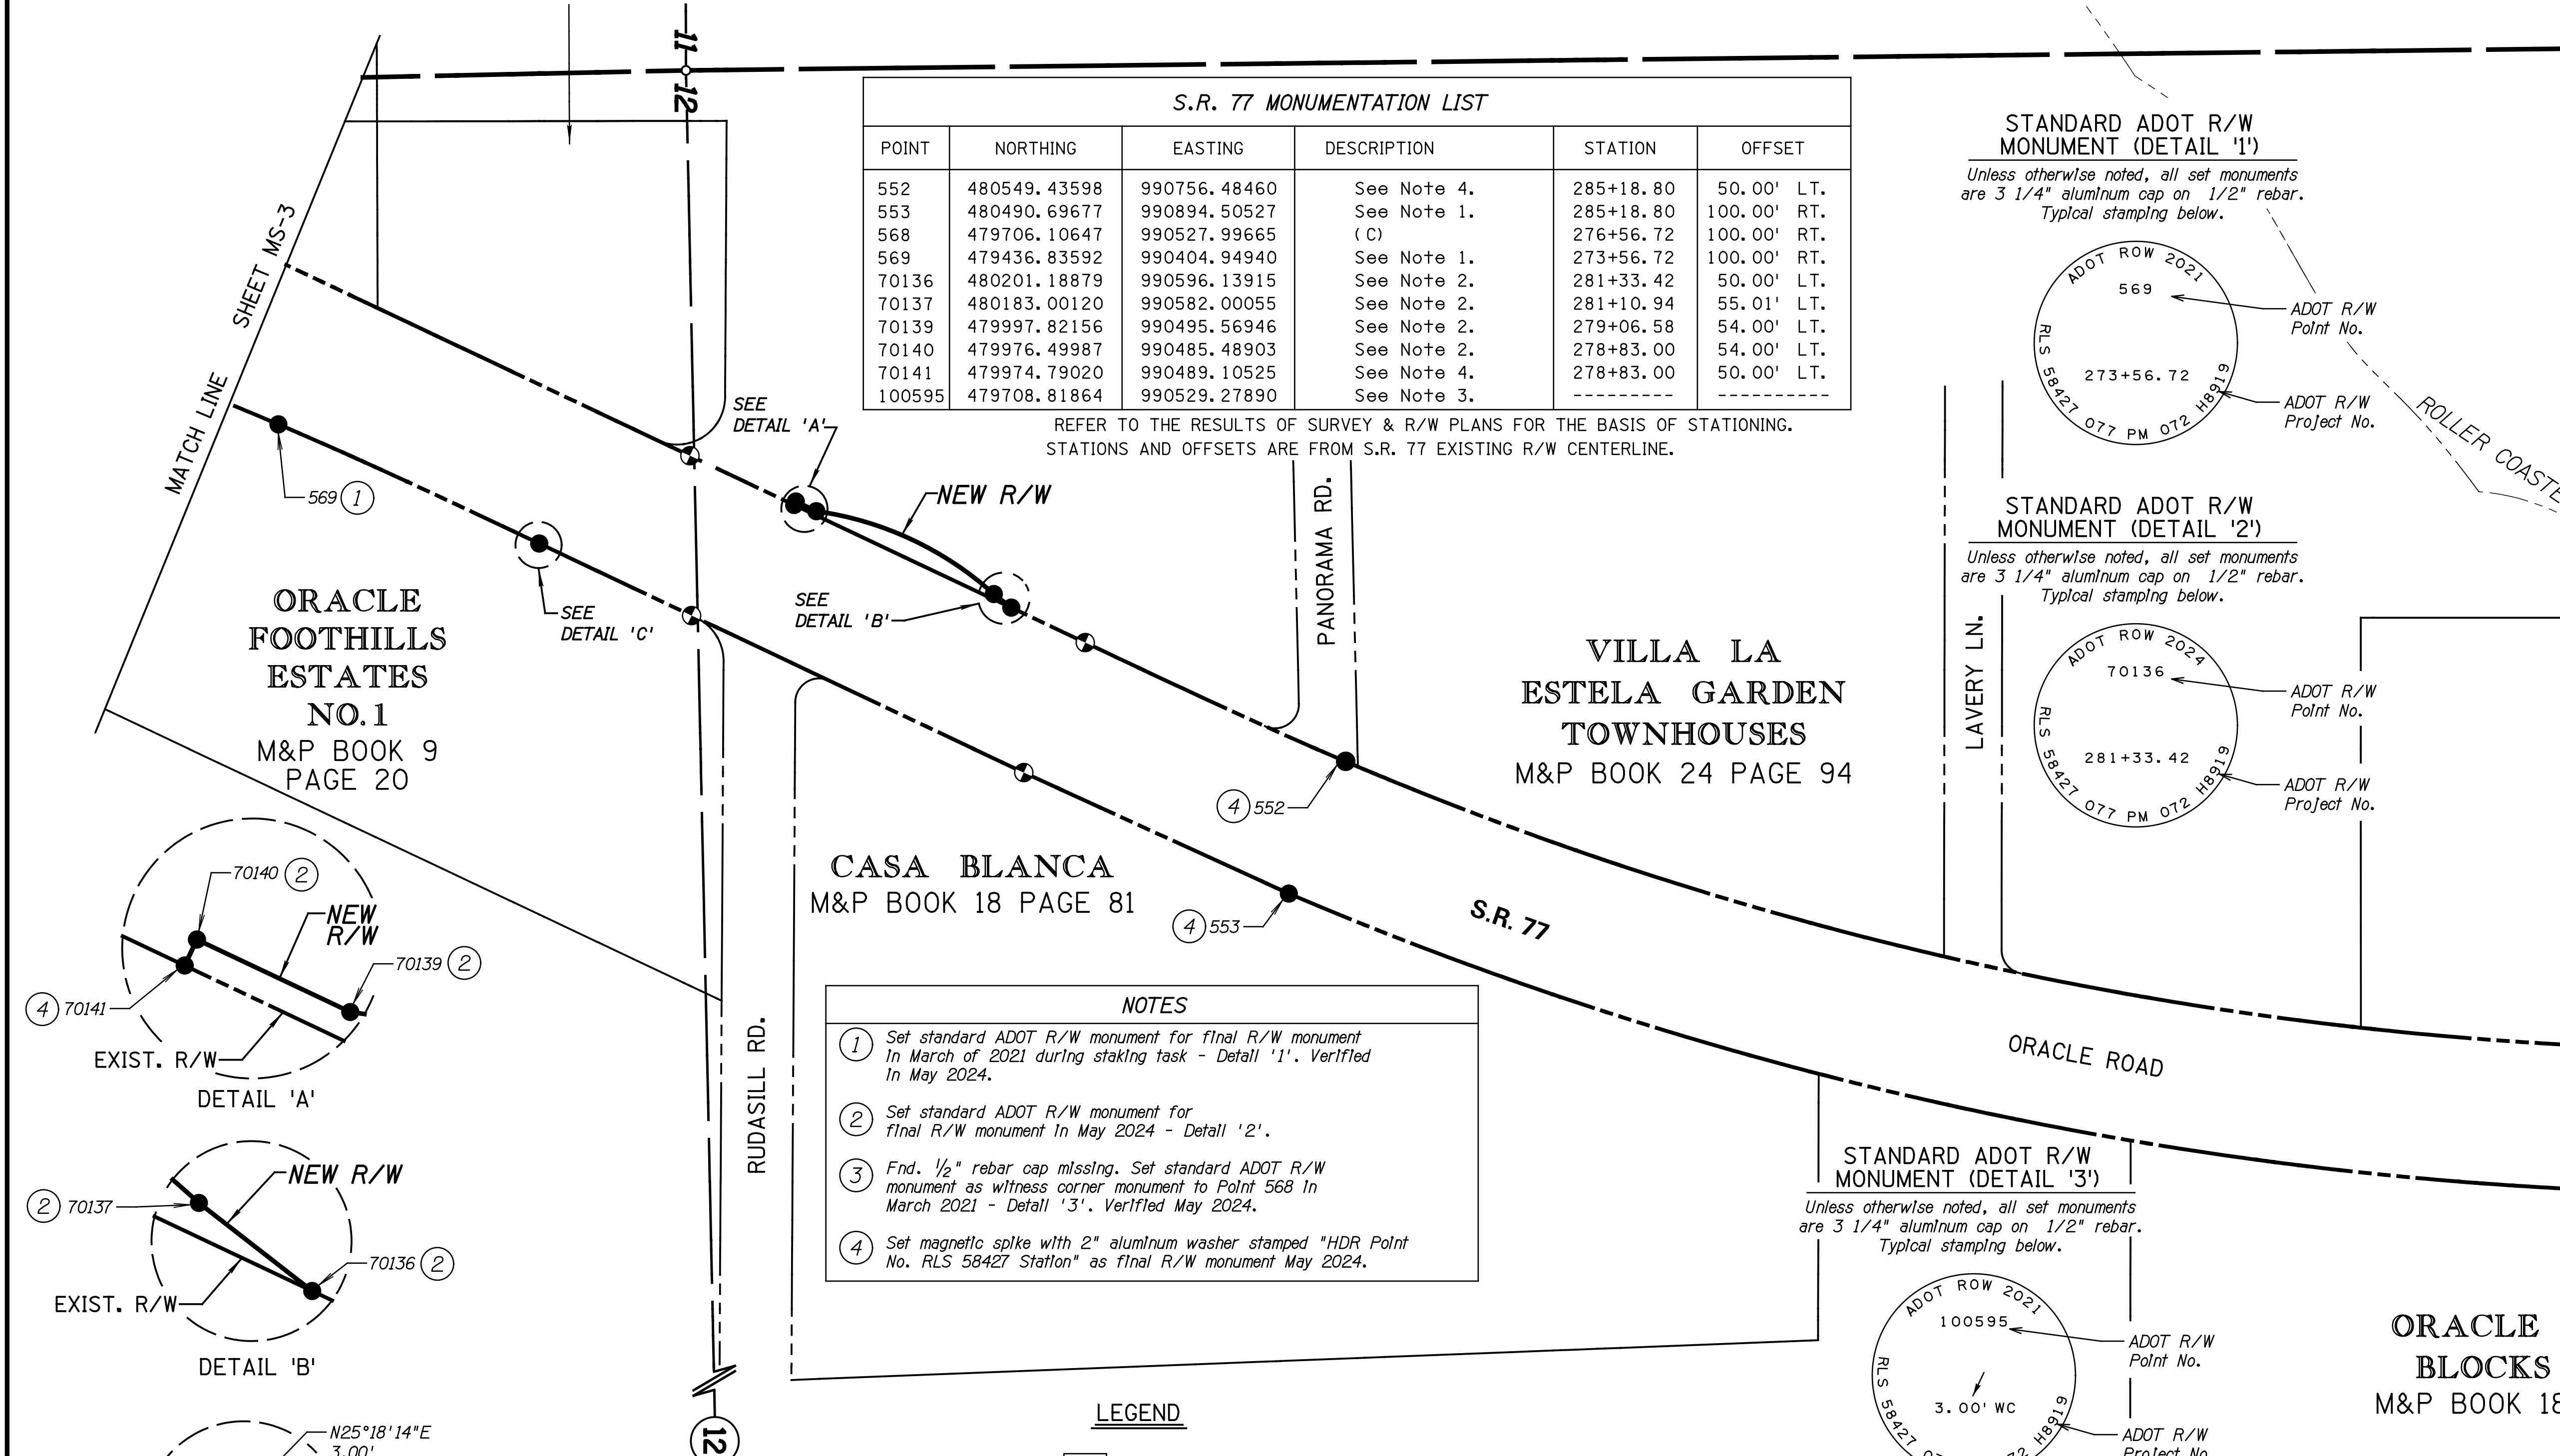 11
12
S.R. 77 MONUMENTATION LIST
POINT NORTHING EASTING DESCRIPTION STATION OFFSET
552 480549.43598 990756.48460 See Note 4. 285+18.80 50.00' LT.
553 480490.69677 990894.50527 See Note 1. 285+18.80 100.00' RT.
568 479706.10647 990527.99665 (C) 276+56.72 100.00' RT.
569 479436.83592 990404.94940 See Note 1. 273+56.72 100.00' RT.
70136 480201.18879 990596.13915 See Note 2. 281+33.42 50.00' LT.
70137 480183.00120 990582.00055 See Note 2. 281+10.94 55.01' LT.
70139 479997.82156 990495.56946 See Note 2. 279+06.58 54.00' LT.
70140 479976.49987 990485.48903 See Note 2. 278+83.00 54.00' LT.
70141 479974.79020 990489.10525 See Note 4. 278+83.00 50.00' LT.
100595 479708.81864 990529.27890 See Note 3. --------- ----------
REFER TO THE RESULTS OF SURVEY & R/W PLANS FOR THE BASIS OF STATIONING.
STATIONS AND OFFSETS ARE FROM S.R. 77 EXISTING R/W CENTERLINE.
STANDARD ADOT R/W
MONUMENT (DETAIL '1')
Unless otherwise noted, all set monuments
are 3 1/4" aluminum cap on 1/2" rebar.
Typical stamping below.
ADOT ROW 2021
569
273+56.72
RLS 58427 077 PM 072 H8919
ADOT R/W
Point No.
ADOT R/W
Project No.
ROLLER
STANDARD ADOT R/W
MONUMENT (DETAIL '2')
Unless otherwise noted, all set monuments
are 3 1/4" aluminum cap on 1/2" rebar.
Typical stamping below.
ADOT ROW 2024
70136
281+33.42
RLS 58427 077 PM 072 H8919
ADOT R/W
Point No.
ADOT R/W
Project No.
MATCH LINE SHEET MS-3
569 1
SEE
DETAIL 'A'
NEW R/W
SEE
DETAIL 'C'
SEE
DETAIL 'B'
PANORAMA RD.
LAVERY LN.
ORACLE
FOOTHILLS
ESTATES
NO.1
M&P BOOK 9
PAGE 20
VILLA LA
ESTELA GARDEN
TOWNHOUSES
M&P BOOK 24 PAGE 94
4 552
CASA BLANCA
M&P BOOK 18 PAGE 81
4 553
S.R. 77
ORACLE ROAD
70140 2
NEW
R/W
70139 2
4 70141
EXIST. R/W
DETAIL 'A'
NEW R/W
2 70137
70136 2
EXIST. R/W
DETAIL 'B'
RUDASILL RD.
NOTES
1 Set standard ADOT R/W monument for final R/W monument
in March of 2021 during staking task - Detail '1'. Verified
in May 2024.
2 Set standard ADOT R/W monument for
final R/W monument in May 2024 - Detail '2'.
3 Fnd. 1/2" rebar cap missing. Set standard ADOT R/W
monument as witness corner monument to Point 568 in
March 2021 - Detail '3'. Verified May 2024.
4 Set magnetic spike with 2" aluminum washer stamped "HDR Point
No. RLS 58427 Station" as final R/W monument May 2024.
STANDARD ADOT R/W
MONUMENT (DETAIL '3')
Unless otherwise noted, all set monuments
are 3 1/4" aluminum cap on 1/2" rebar.
Typical stamping below.
ADOT ROW 2021
100595
3.00' WC
RLS 58427
H8919
ADOT R/W
Point No.
ADOT R/W
Project No.
ORACLE
BLOCKS
M&P BOOK 18
LEGEND
12
N25°18'14"E
3.00'